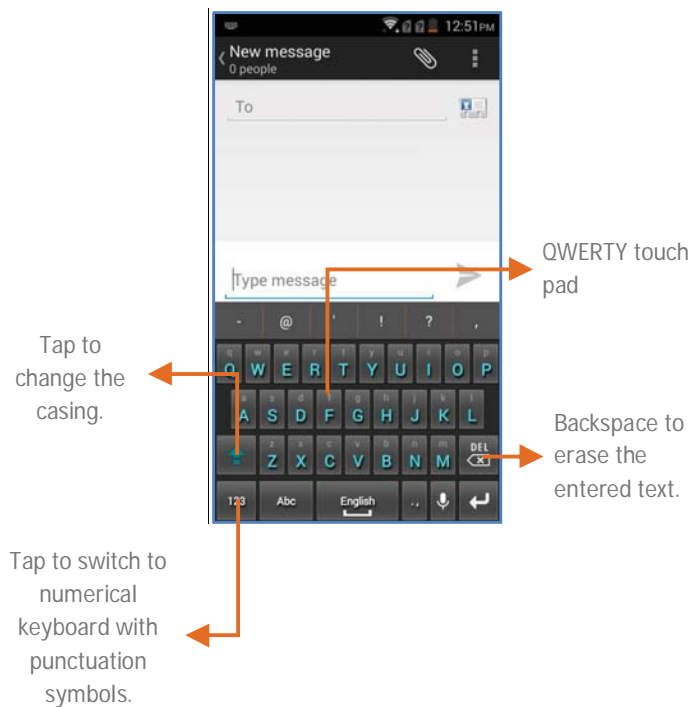 12:51PM
New message
0 people
To
QWERTY touch
pad
Type message
- @ ' ! ? ,
Tap to
change the
casing.
q w e r t y u i o p
Q W E R T Y U I O P
a s d f g h j k l
A S D F G H J K L
Backspace to
erase the
entered text.
z x c v b n m DEL
Z X C V B N M
123 Abc English .,
Tap to switch to
numerical
keyboard with
punctuation
symbols.